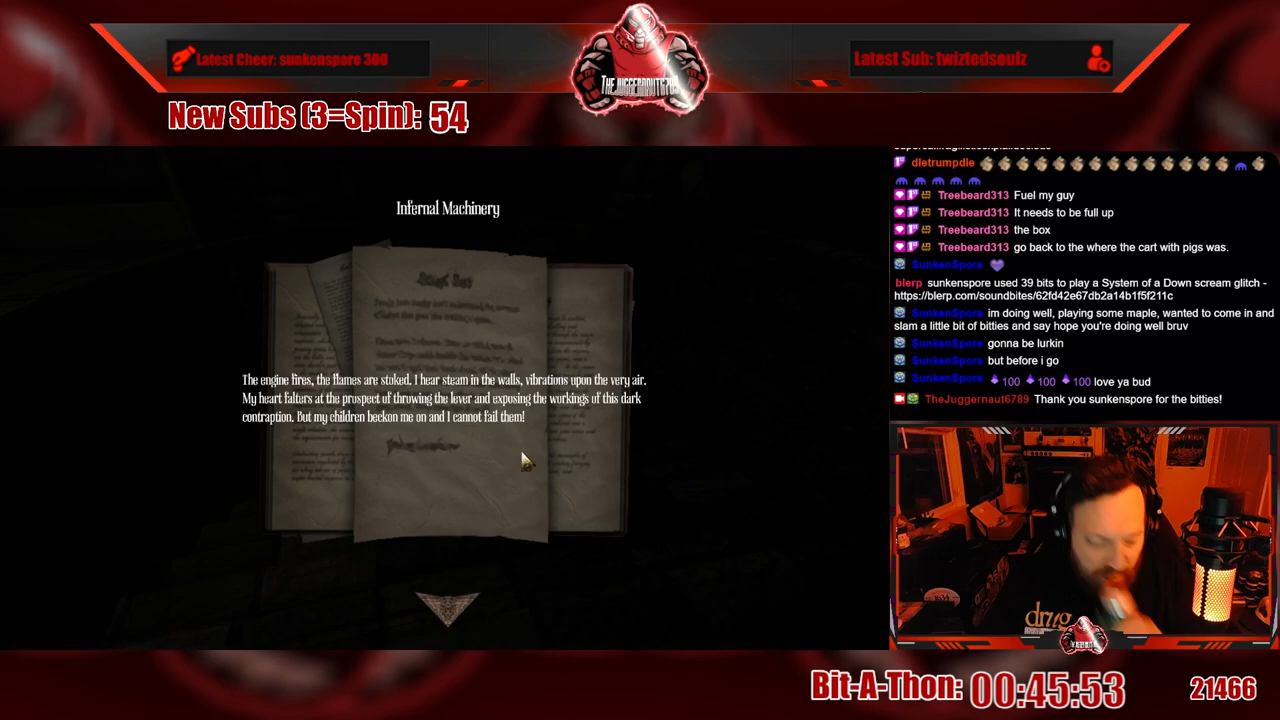 Latest Cheer: sunkenspore 300
THEJUGGERNAUT6789
Latest Sub: twiztedsoulz
New Subs (3=Spin): 54
Infernal Machinery
The engine fires, the flames are stoked. I hear steam in the walls, vibrations upon the very air.
My heart falters at the prospect of throwing the lever and exposing the workings of this dark
contraption. But my children beckon me on and I cannot fail them!
dietrumpdie
Treebeard313 Fuel my guy
Treebeard313 It needs to be full up
Treebeard313 the box
Treebeard313 go back to the where the cart with pigs was.
SunkenSpore
blerp sunkenspore used 39 bits to play a System of a Down scream glitch -
https://blerp.com/soundbites/62fd42e67db2a14b1f5f211c
SunkenSpore im doing well, playing some maple, wanted to come in and
slam a little bit of bitties and say hope you're doing well bruv
SunkenSpore gonna be lurkin
SunkenSpore but before i go
SunkenSpore 100 100 100 love ya bud
TheJuggernaut6789 Thank you sunkenspore for the bitties!
drug
Bit-A-Thon: 00:45:53
21466